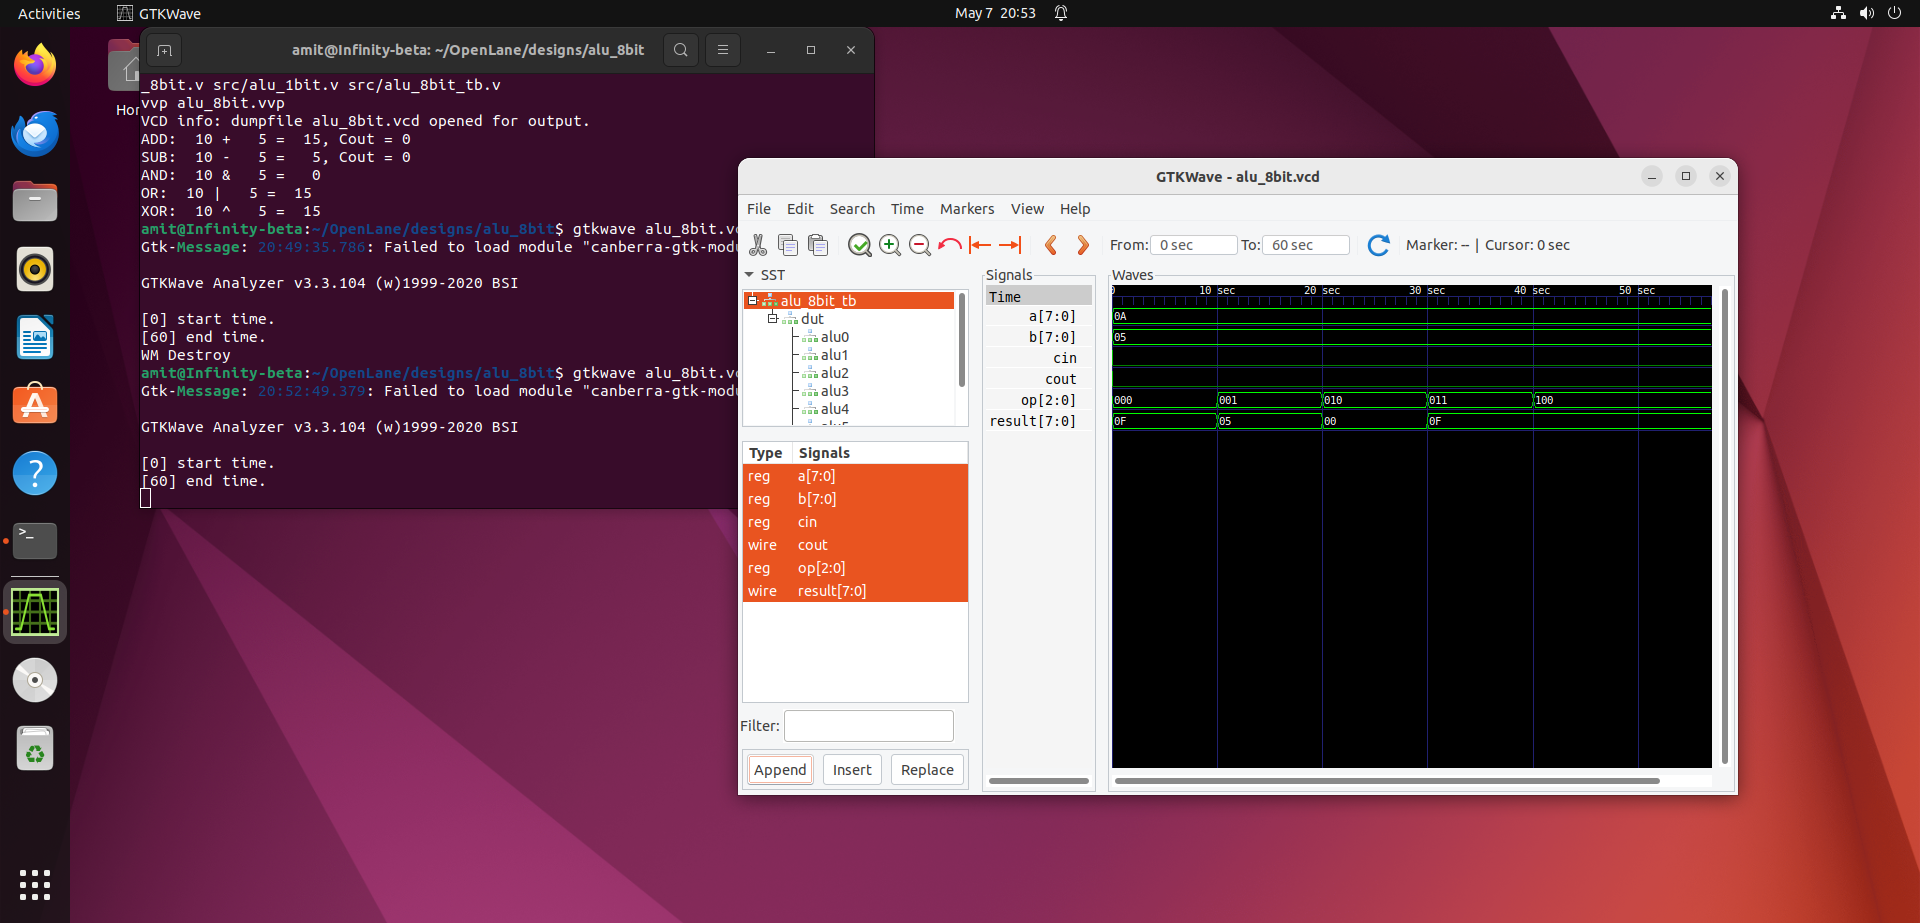 Activities
GTKWave
May 7 20:53
amit@Infinity-beta: ~/OpenLane/designs/alu_8bit
_8bit.v src/alu_1bit.v src/alu_8bit_tb.v
vvp alu_8bit.vvp
VCD info: dumpfile alu_8bit.vcd opened for output.
ADD:  10 +   5 =  15, Cout = 0
SUB:  10 -   5 =   5, Cout = 0
AND:  10 &   5 =   0
OR:  10 |   5 =  15
XOR:  10 ^   5 =  15
amit@Infinity-beta:~/OpenLane/designs/alu_8bit$ gtkwave alu_8bit.vc
Gtk-Message: 20:49:35.786: Failed to load module "canberra-gtk-modu
GTKWave Analyzer v3.3.104 (w)1999-2020 BSI
[0] start time.
[60] end time.
WM Destroy
amit@Infinity-beta:~/OpenLane/designs/alu_8bit$ gtkwave alu_8bit.vc
Gtk-Message: 20:52:49.379: Failed to load module "canberra-gtk-modu
GTKWave Analyzer v3.3.104 (w)1999-2020 BSI
[0] start time.
[60] end time.
GTKWave - alu_8bit.vcd
File Edit Search Time Markers View Help
From: 0 sec To: 60 sec Marker: -- | Cursor: 0 sec
SST
alu_8bit_tb
dut
alu0
alu1
alu2
alu3
alu4
Type Signals
reg a[7:0]
reg b[7:0]
reg cin
wire cout
reg op[2:0]
wire result[7:0]
Filter:
Append Insert Replace
Signals
Time
a[7:0]
b[7:0]
cin
cout
op[2:0]
result[7:0]
Waves
0 10 sec 20 sec 30 sec 40 sec 50 sec
0A
05
000 001 010 011 100
0F 05 00 0F